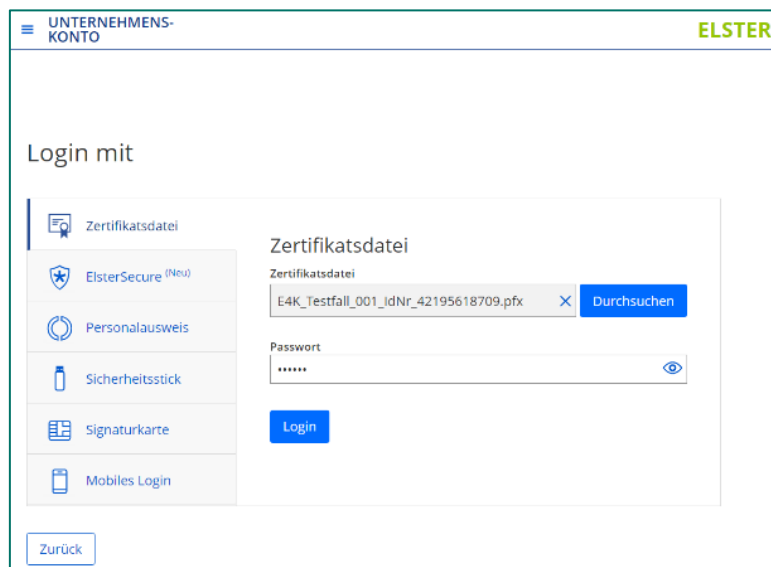 UNTERNEHMENS-
KONTO
ELSTER
Login mit
Zertifikatsdatei
ElsterSecure (Neu)
Personalausweis
Sicherheitsstick
Signaturkarte
Mobiles Login
Zertifikatsdatei
Zertifikatsdatei
E4K_Testfall_001_IdNr_42195618709.pfx
Durchsuchen
Passwort
••••••
Login
Zurück